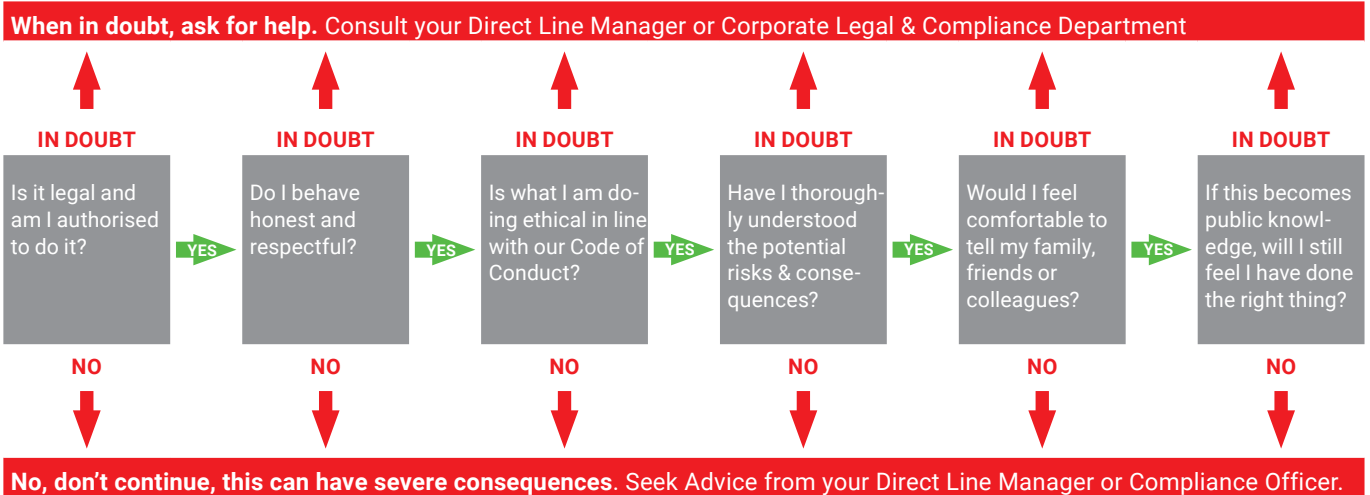 When in doubt, ask for help. Consult your Direct Line Manager or Corporate Legal & Compliance Department
IN DOUBT
IN DOUBT
IN DOUBT
IN DOUBT
IN DOUBT
IN DOUBT
Is it legal and
am I authorised
to do it?
YES
Do I behave
honest and
respectful?
YES
Is what I am do-
ing ethical in line
with our Code of
Conduct?
YES
Have I thorough-
ly understood
the potential
risks & conse-
quences?
YES
Would I feel
comfortable to
tell my family,
friends or
colleagues?
YES
If this becomes
public knowl-
edge, will I still
feel I have done
the right thing?
NO
NO
NO
NO
NO
NO
No, don't continue, this can have severe consequences. Seek Advice from your Direct Line Manager or Compliance Officer.